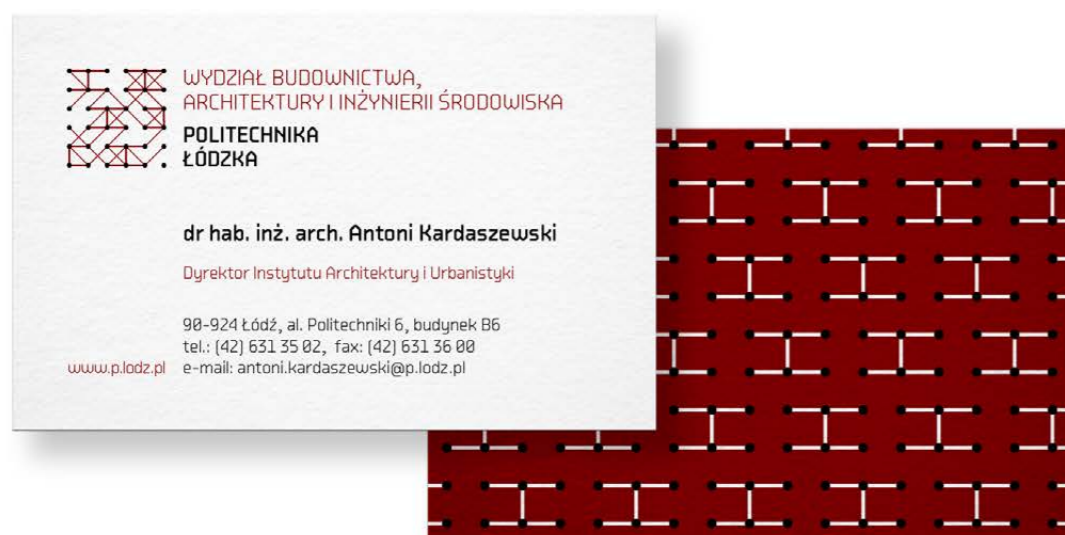 WYDZIAŁ BUDOWNICTWA,
ARCHITEKTURY I INŻYNIERII ŚRODOWISKA
POLITECHNIKA
ŁÓDZKA
dr hab. inż. arch. Antoni Kardaszewski
Dyrektor Instytutu Architektury i Urbanistyki
90-924 Łódź, al. Politechniki 6, budynek B6
tel.: (42) 631 35 02, fax: (42) 631 36 00
www.p.lodz.pl e-mail: antoni.kardaszewski@p.lodz.pl